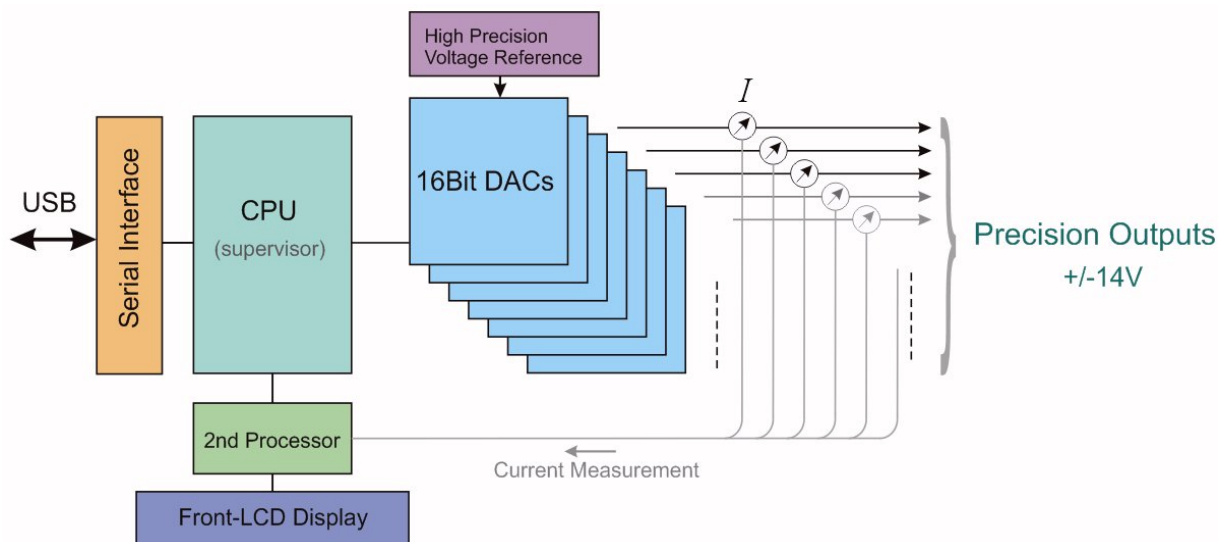 High Precision
Voltage Reference
I
USB
Serial Interface
CPU
(supervisor)
16Bit DACs
Precision Outputs
+/-14V
2nd Processor
Current Measurement
Front-LCD Display